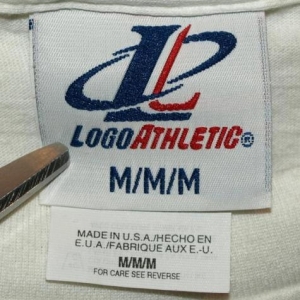 LOGO ATHLETIC®
M/M/M
MADE IN U.S.A./HECHO EN
E.U.A./FABRIQUE AUX E.-U.
M/M/M
FOR CARE SEE REVERSE